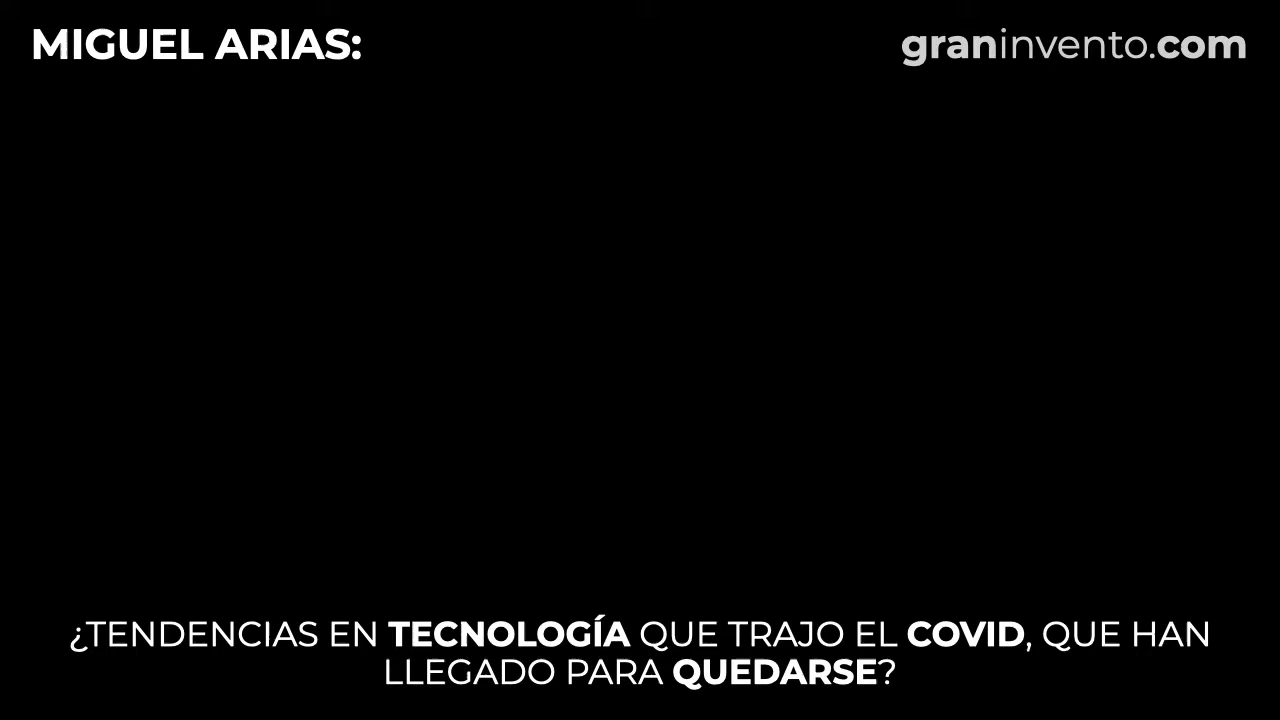 MIGUEL ARIAS:
graninvento.com
¿TENDENCIAS EN TECNOLOGÍA QUE TRAJO EL COVID, QUE HAN
LLEGADO PARA QUEDARSE?